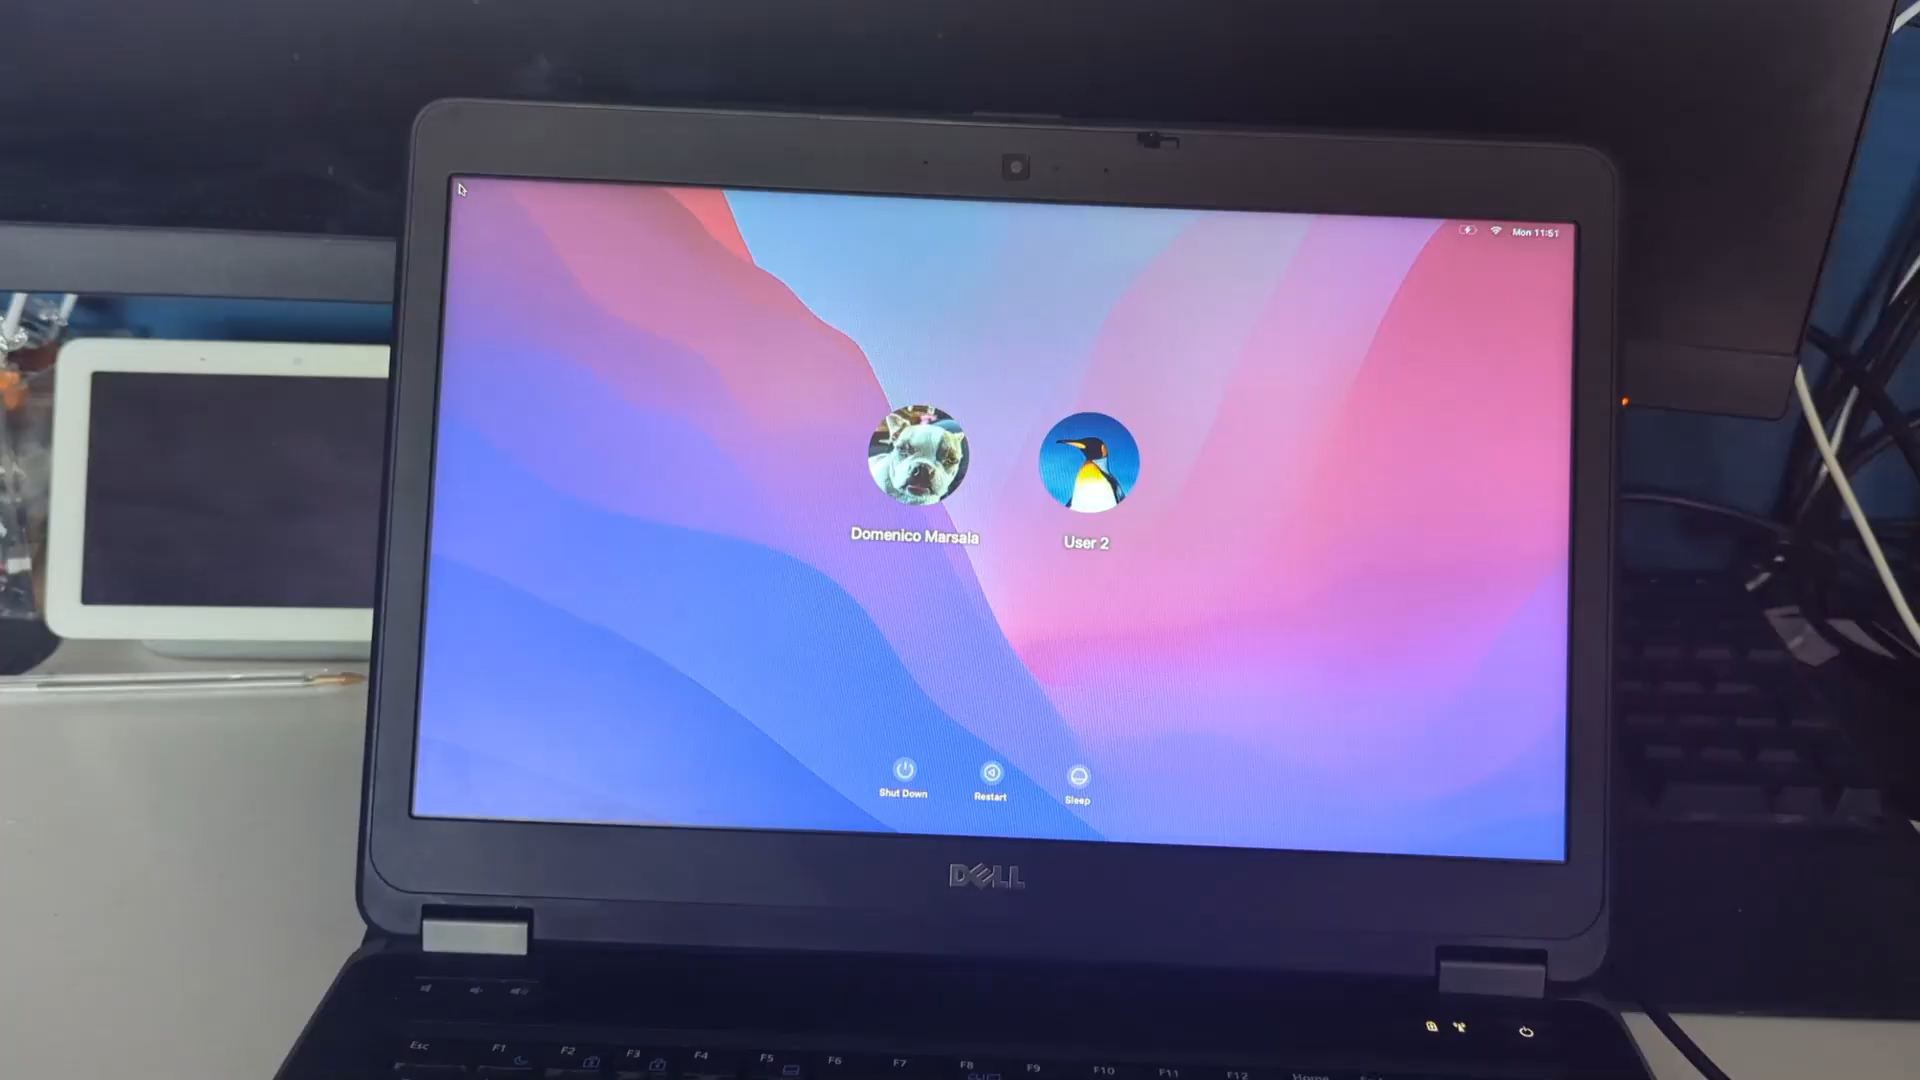 Mon 11:51
Domenico Marsala
User 2
Shut Down
Restart
Sleep
DELL
Esc
F1
F2
F3
F4
F5
F6
F7
F8
F9
F10
F11
F12
Home